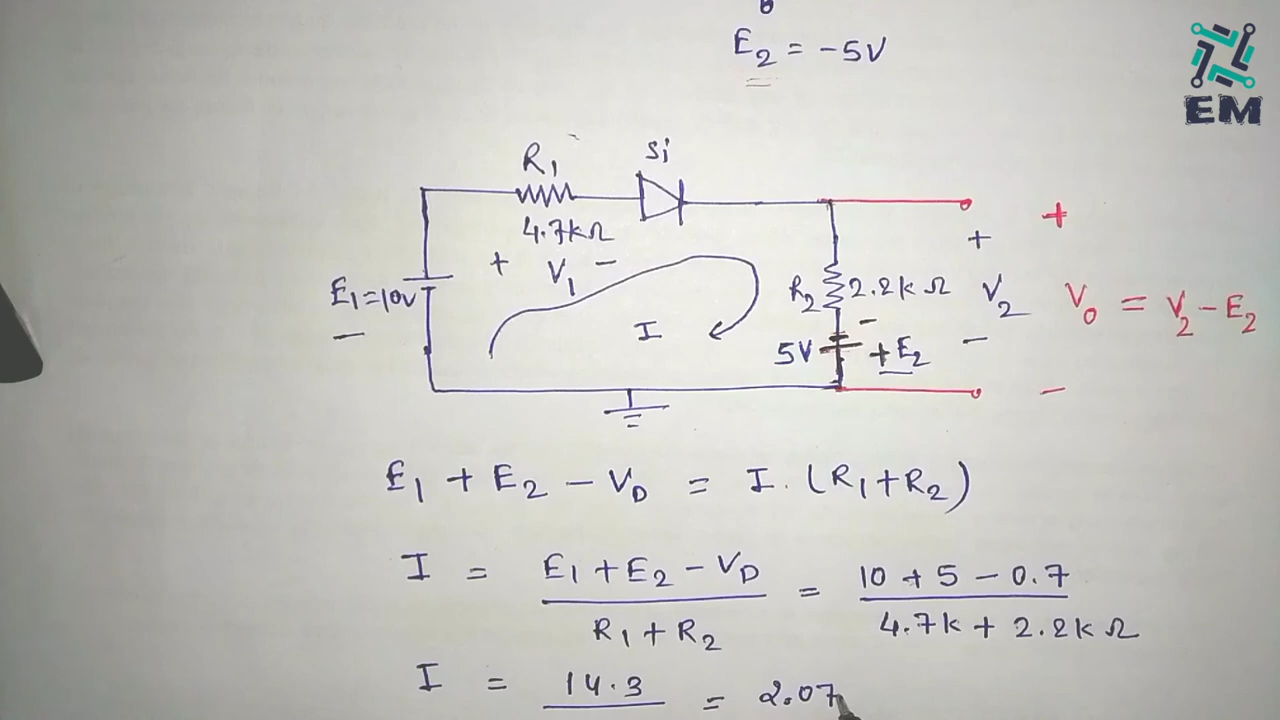 E₂ = -5V
EM
R₁
Si
4.7kΩ
+ V₁ -
E₁=10V
-
I
R₂ 2.2kΩ
-
5V + E₂
+
V₂
-
+
V₀ = V₂ - E₂
-
E₁ + E₂ - V_D = I. (R₁+R₂)
I = E₁ + E₂ - V_D / R₁ + R₂ = 10 + 5 - 0.7 / 4.7k + 2.2kΩ
I = 14.3 = 2.07